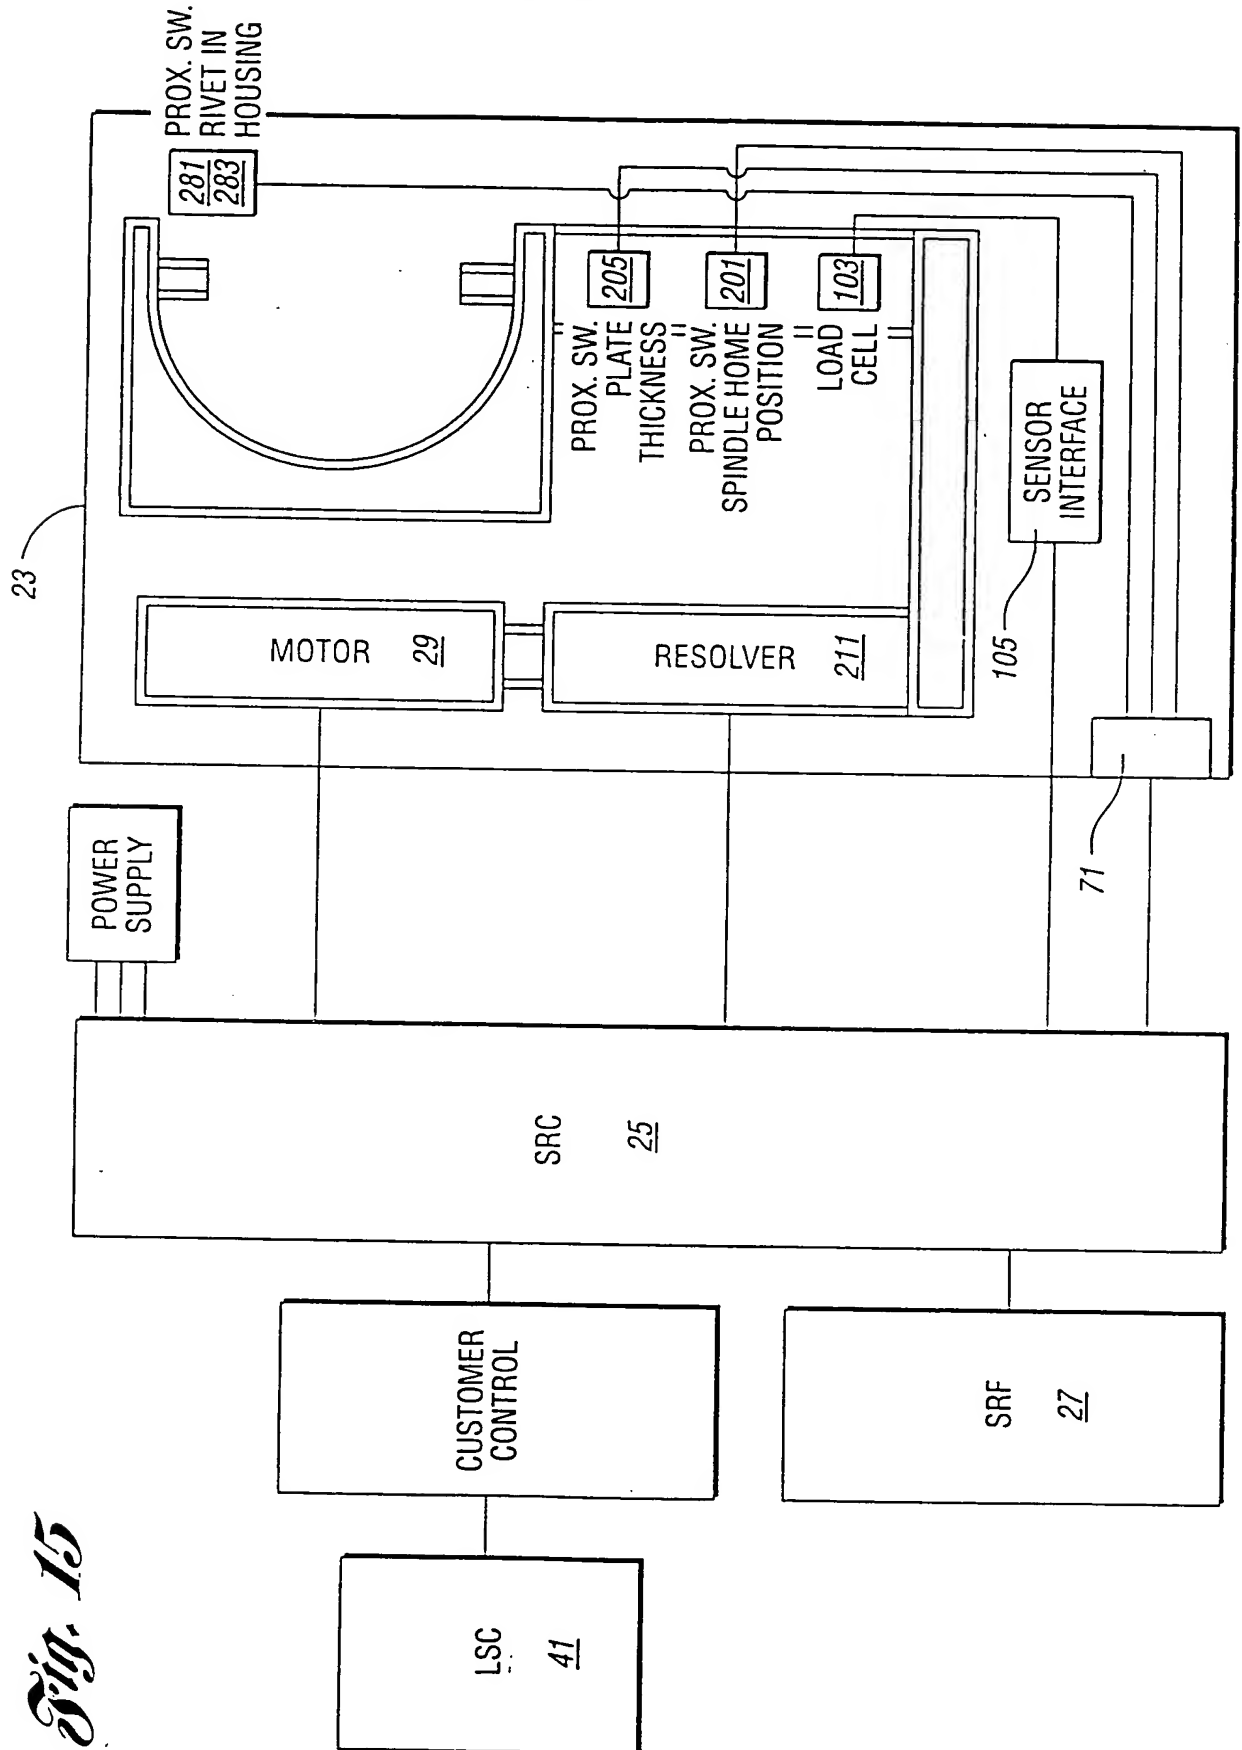 Fig. 15
LSC
41
CUSTOMER
CONTROL
SRF
27
SRC
25
POWER
SUPPLY
23
MOTOR 29
RESOLVER 211
PROX. SW.
RIVET IN
HOUSING
281
283
PROX. SW.
PLATE
THICKNESS
205
PROX. SW.
SPINDLE HOME
POSITION
201
LOAD
CELL
103
SENSOR
INTERFACE
105
71